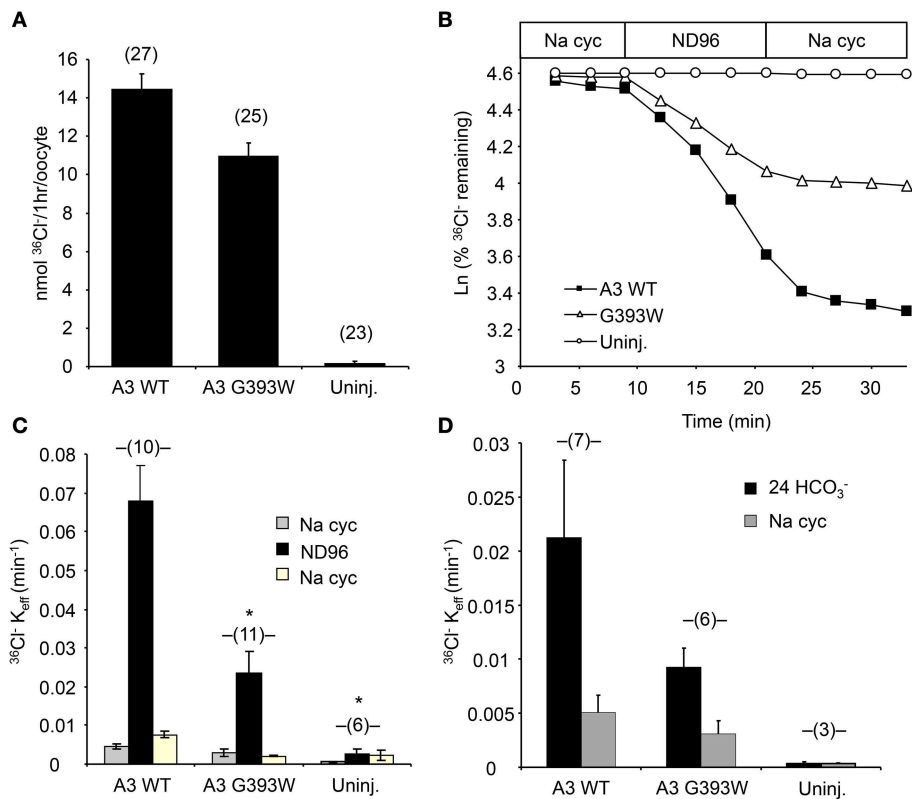 A
(27)
(25)
(23)
16
14
12
10
8
6
4
2
0
nmol ³⁶Cl⁻/1hr/oocyte
A3 WT A3 G393W Uninj.
B
Na cyc ND96 Na cyc
4.6
4.4
4.2
4
3.8
3.6
3.4
3.2
3
Ln (% ³⁶Cl⁻ remaining)
A3 WT
G393W
Uninj.
0 5 10 15 20 25 30
Time (min)
C
–(10)–
*
–(11)–
*
–(6)–
0.08
0.07
0.06
0.05
0.04
0.03
0.02
0.01
0
³⁶Cl⁻ Keff (min⁻¹)
Na cyc
ND96
Na cyc
A3 WT A3 G393W Uninj.
D
–(7)–
–(6)–
–(3)–
0.03
0.025
0.02
0.015
0.01
0.005
0
³⁶Cl⁻ Keff (min⁻¹)
24 HCO₃⁻
Na cyc
A3 WT A3 G393W Uninj.